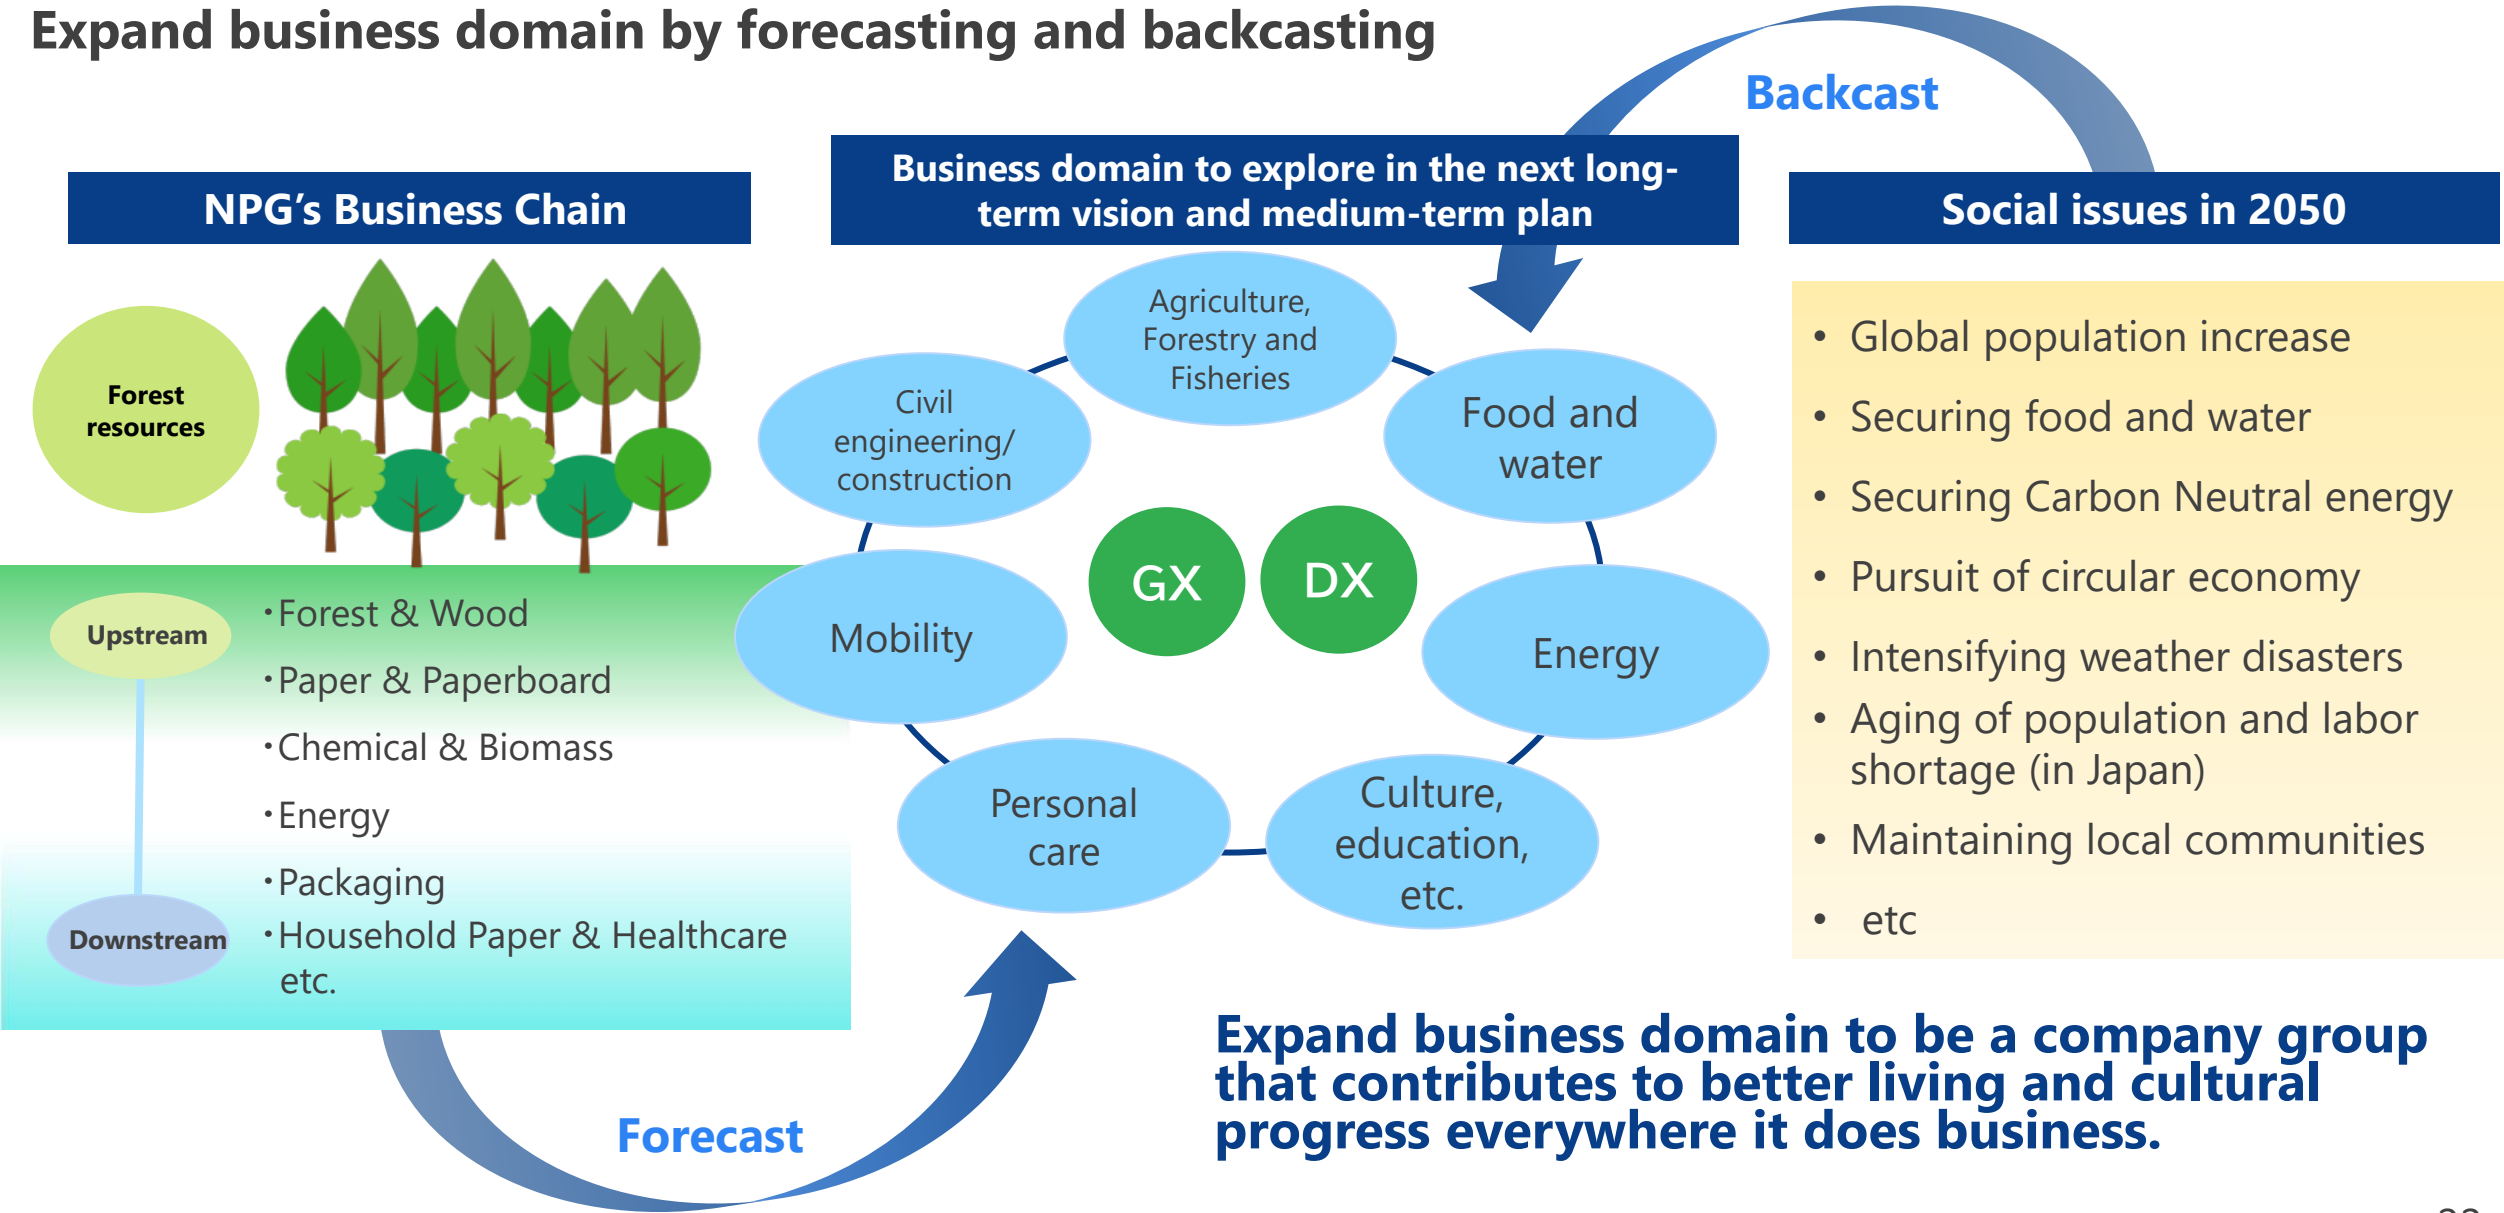 Expand business domain by forecasting and backcasting
Backcast
NPG’s Business Chain
Business domain to explore in the next long-
term vision and medium-term plan
Social issues in 2050
Forest
resources
Upstream
Downstream
・Forest & Wood
・Paper & Paperboard
・Chemical & Biomass
・Energy
・Packaging
・Household Paper & Healthcare
etc.
Agriculture,
Forestry and
Fisheries
Civil
engineering/
construction
Food and
water
GX
DX
Mobility
Energy
Personal
care
Culture,
education,
etc.
• Global population increase
• Securing food and water
• Securing Carbon Neutral energy
• Pursuit of circular economy
• Intensifying weather disasters
• Aging of population and labor
shortage (in Japan)
• Maintaining local communities
• etc
Forecast
Expand business domain to be a company group
that contributes to better living and cultural
progress everywhere it does business.